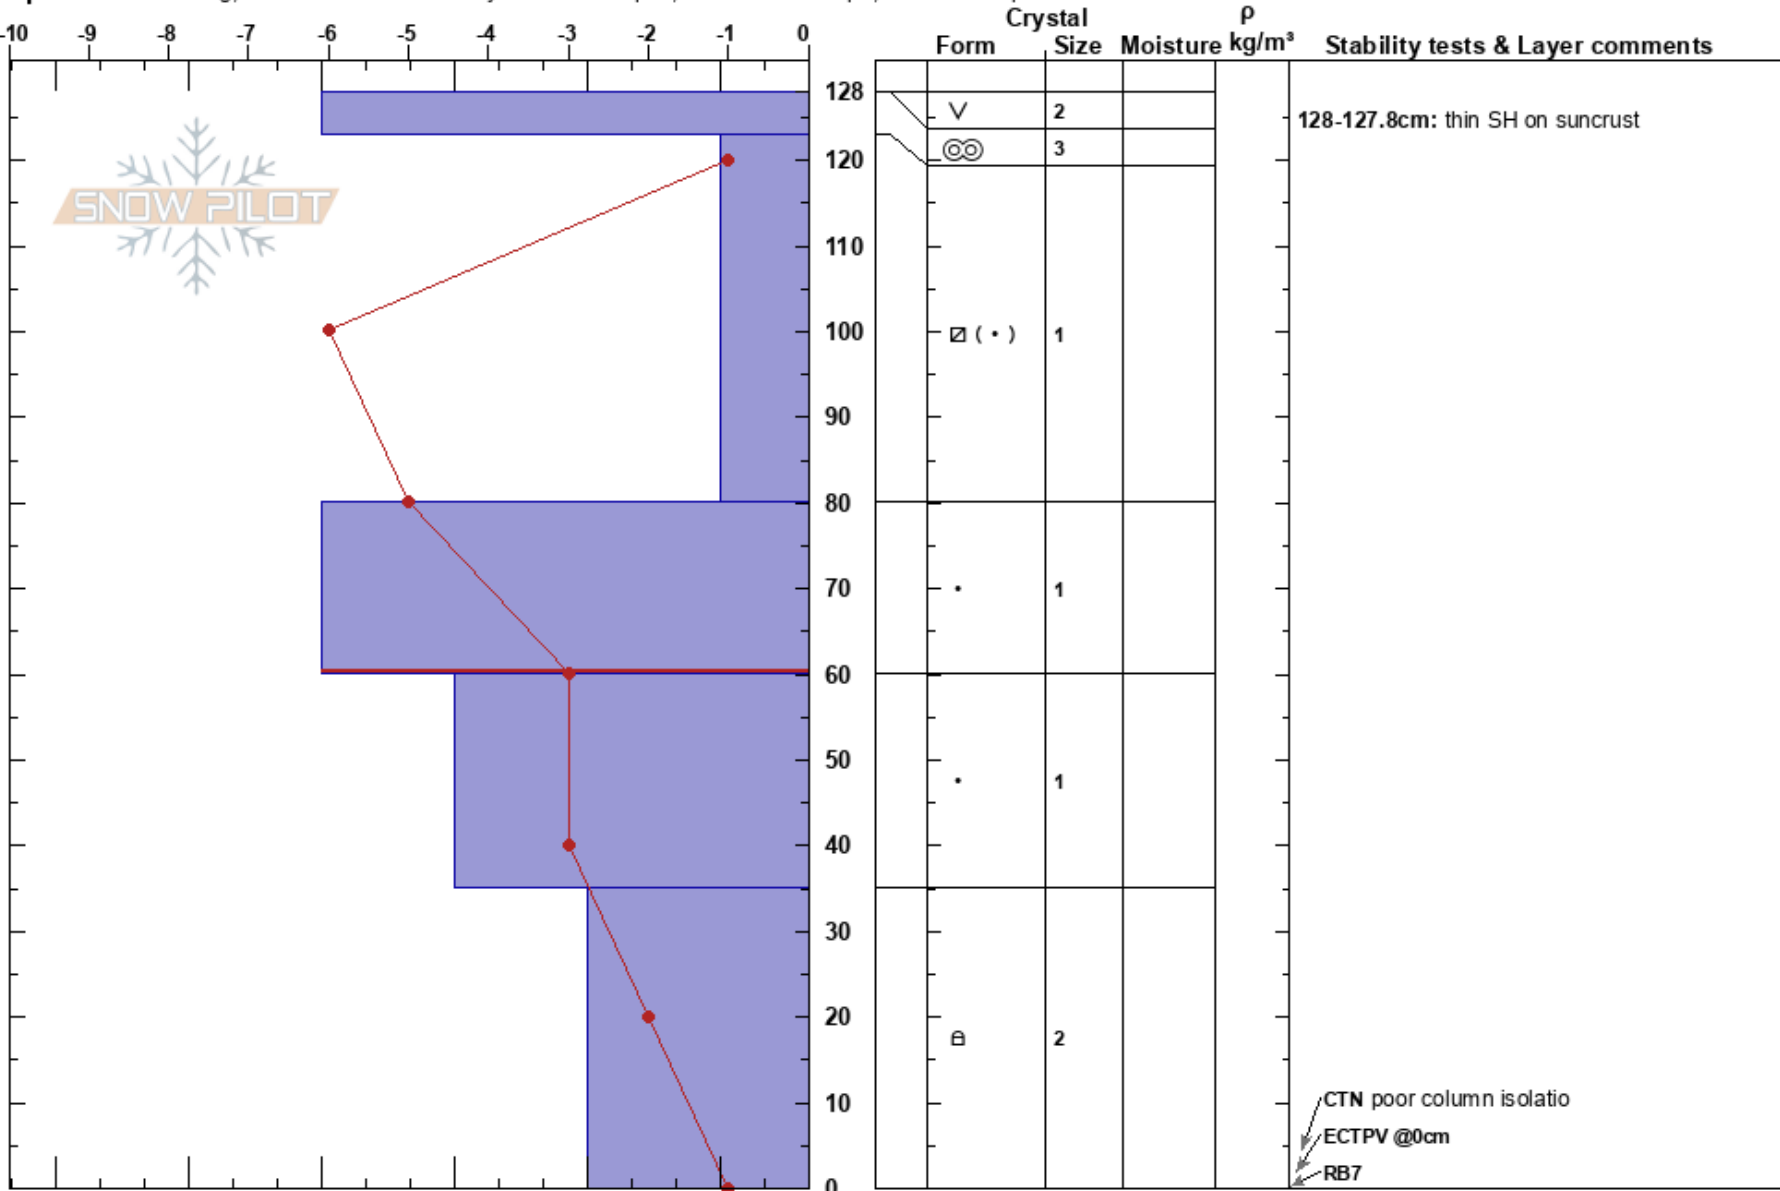 Crystal ρ
-10 -9 -8 -7 -6 -5 -4 -3 -2 -1 0 Form Size Moisture kg/m³ Stability tests & Layer comments
128
2
128-127.8cm: thin SH on suncrust
3
120
SNOW PILOT
110
100
( • ) 1
90
80
70
1
60
50
1
40
30
20
2
10
CTN poor column isolatio
ECTPV @0cm
RB7
0